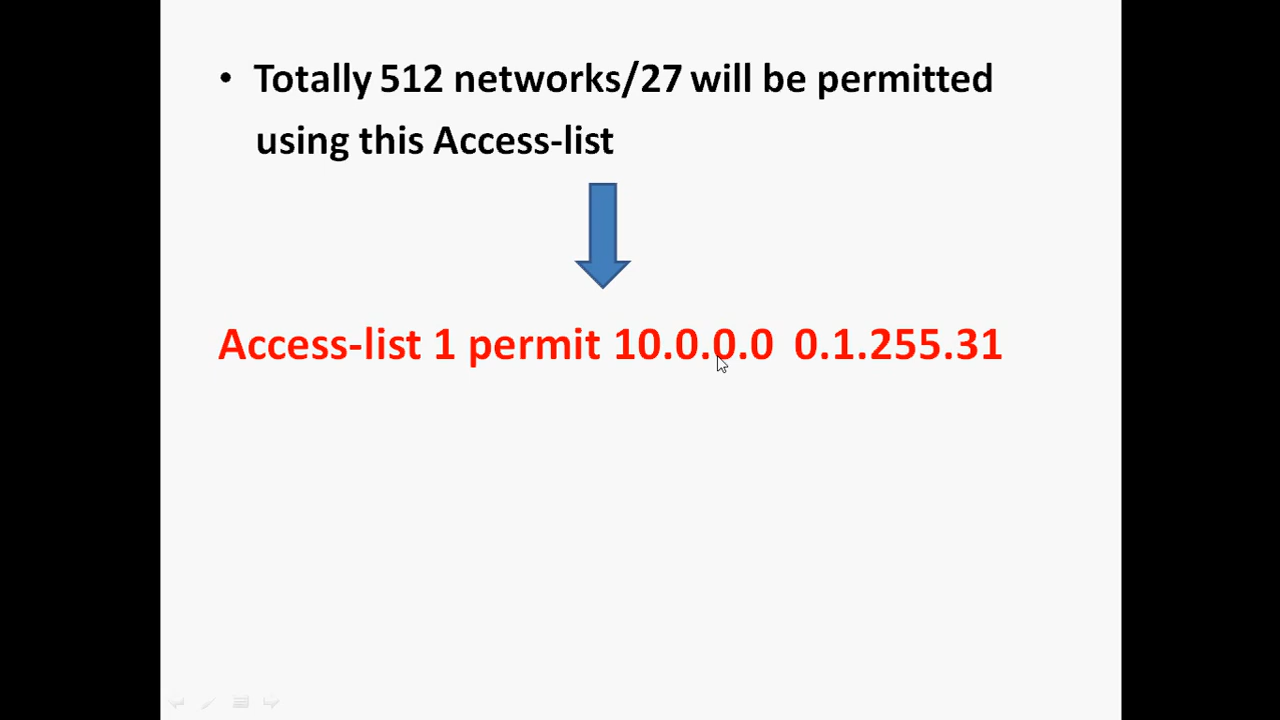 • Totally 512 networks/27 will be permitted
using this Access-list
Access-list 1 permit 10.0.0.0 0.1.255.31